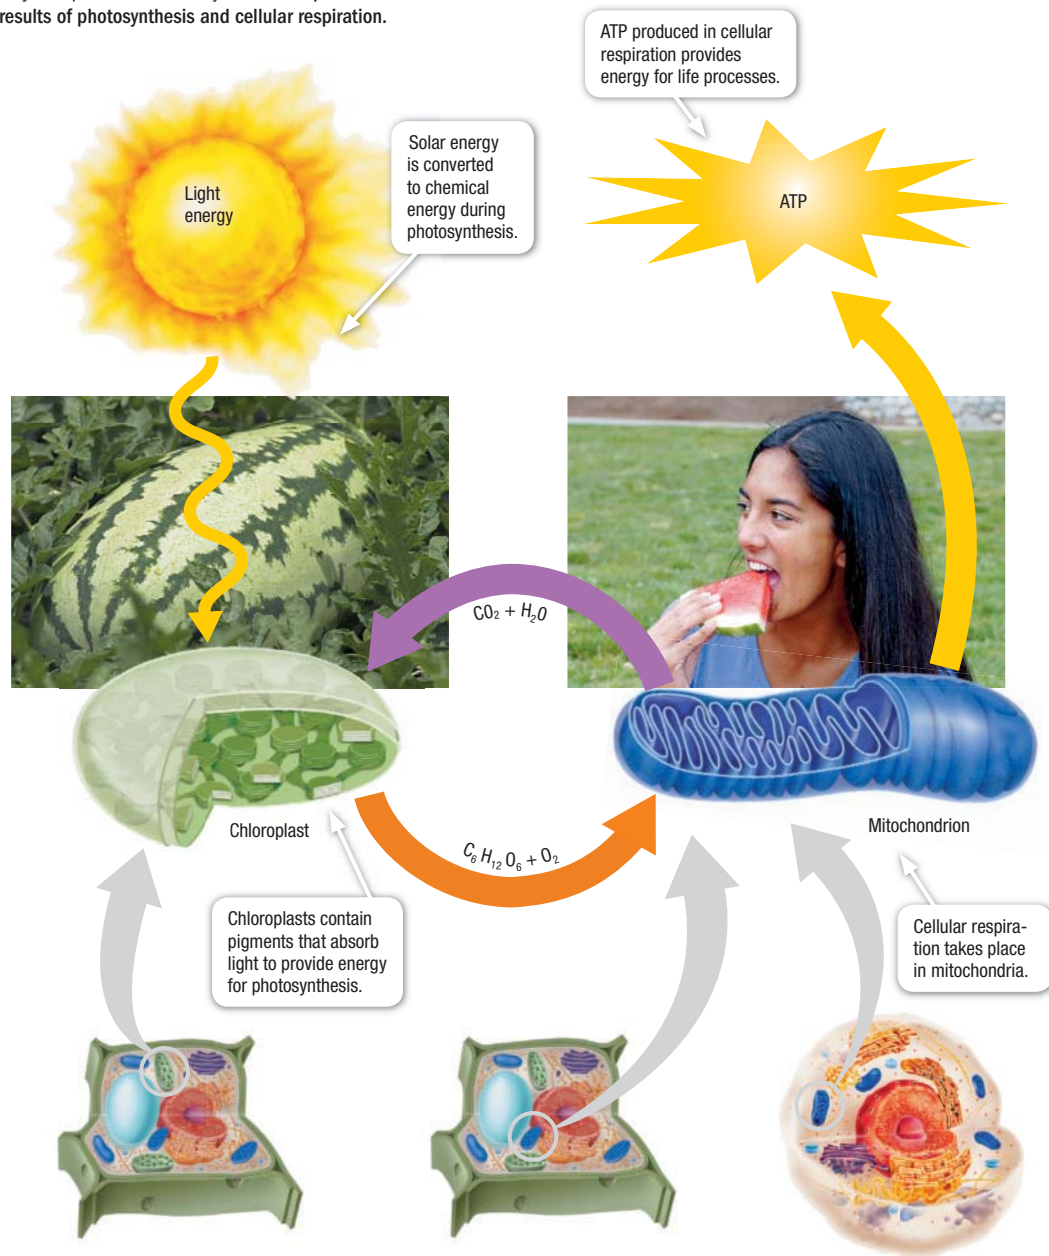 results of photosynthesis and cellular respiration.
ATP produced in cellular
respiration provides
energy for life processes.
Solar energy
is converted
to chemical
energy during
photosynthesis.
Light
energy
ATP
CO₂ + H₂O
Chloroplast
Mitochondrion
C₆H₁₂O₆ + O₂
Chloroplasts contain
pigments that absorb
light to provide energy
for photosynthesis.
Cellular respira-
tion takes place
in mitochondria.